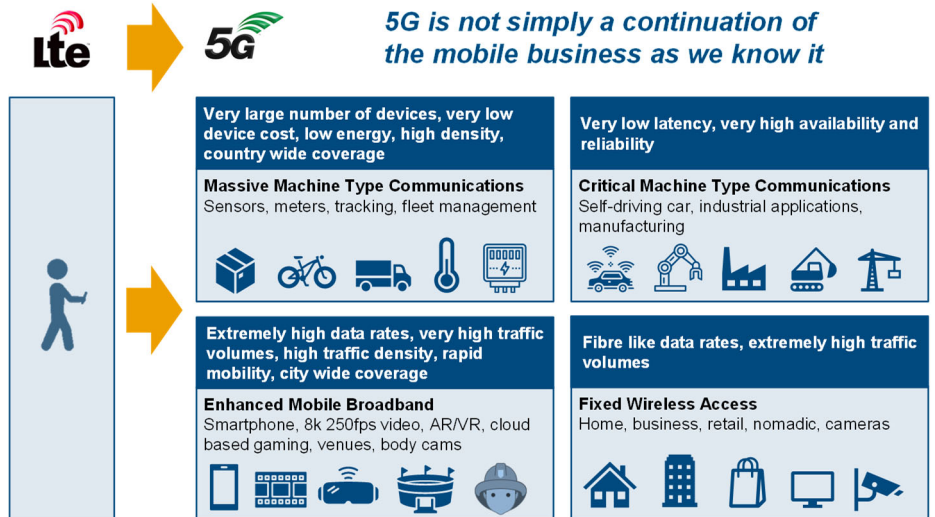 LTE
5G
5G is not simply a continuation of
the mobile business as we know it
Very large number of devices, very low
device cost, low energy, high density,
country wide coverage
Massive Machine Type Communications
Sensors, meters, tracking, fleet management
Very low latency, very high availability and
reliability
Critical Machine Type Communications
Self-driving car, industrial applications,
manufacturing
Extremely high data rates, very high traffic
volumes, high traffic density, rapid
mobility, city wide coverage
Enhanced Mobile Broadband
Smartphone, 8k 250fps video, AR/VR, cloud
based gaming, venues, body cams
Fibre like data rates, extremely high traffic
volumes
Fixed Wireless Access
Home, business, retail, nomadic, cameras